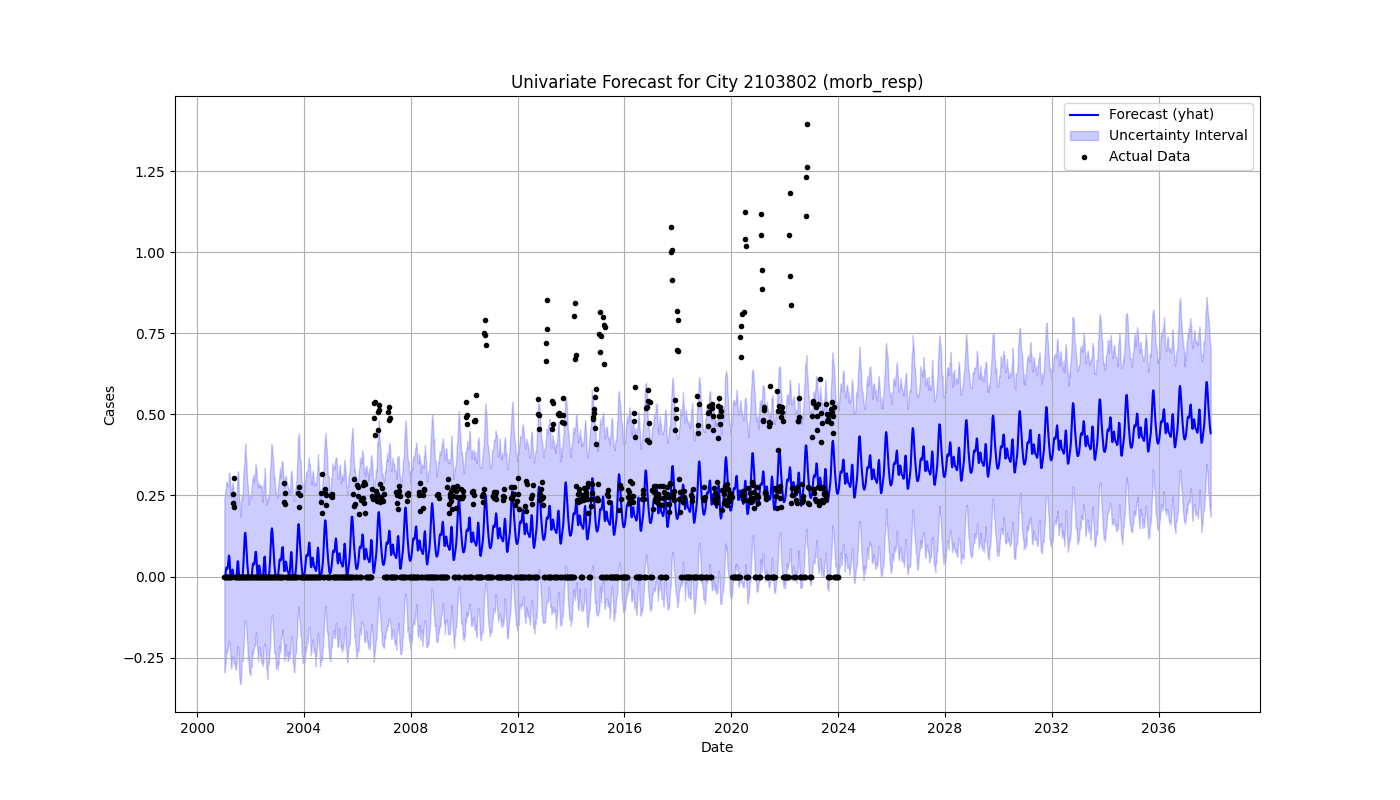 Univariate Forecast for City 2103802 (morb_resp)
Forecast (yhat)
Uncertainty Interval
Actual Data
1.25
1.00
0.75
0.50
0.25
0.00
−0.25
Cases
2000 2004 2008 2012 2016 2020 2024 2028 2032 2036
Date